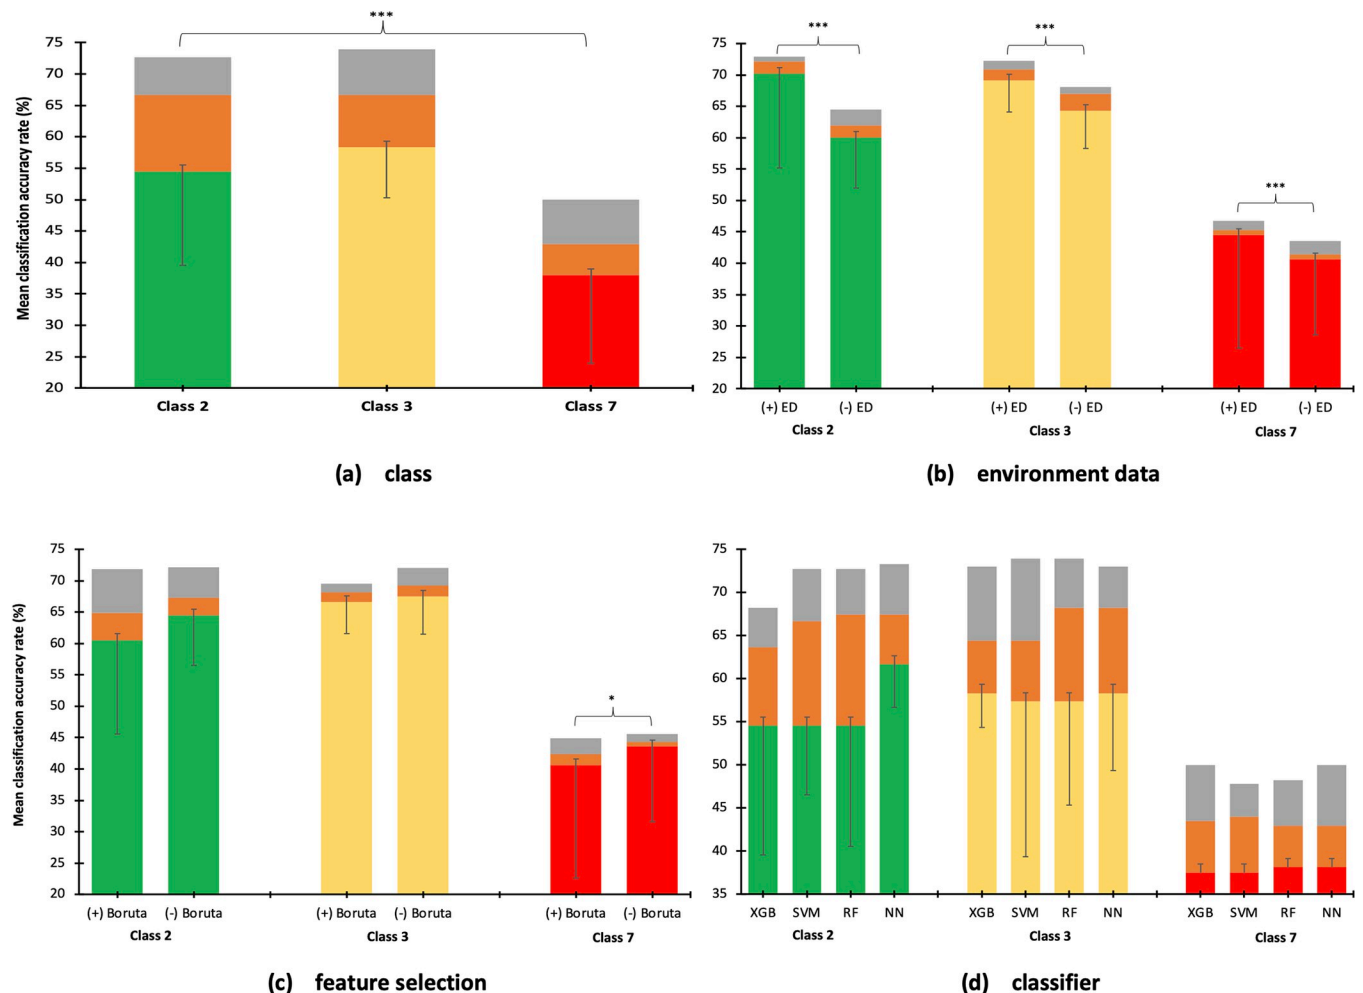 ***
Mean classification accuracy rate (%)
75
70
65
60
55
50
45
40
35
30
25
20
Class 2
Class 3
Class 7
(a) class
***
***
***
75
70
65
60
55
50
45
40
35
30
25
20
(+) ED
(-) ED
(+) ED
(-) ED
(+) ED
(-) ED
Class 2
Class 3
Class 7
(b) environment data
Mean classification accuracy rate (%)
75
70
65
60
55
50
45
40
35
30
25
20
*
(+) Boruta
(-) Boruta
(+) Boruta
(-) Boruta
(+) Boruta
(-) Boruta
Class 2
Class 3
Class 7
(c) feature selection
75
70
65
60
55
50
45
40
35
XGB
SVM
RF
NN
XGB
SVM
RF
NN
XGB
SVM
RF
NN
Class 2
Class 3
Class 7
(d) classifier